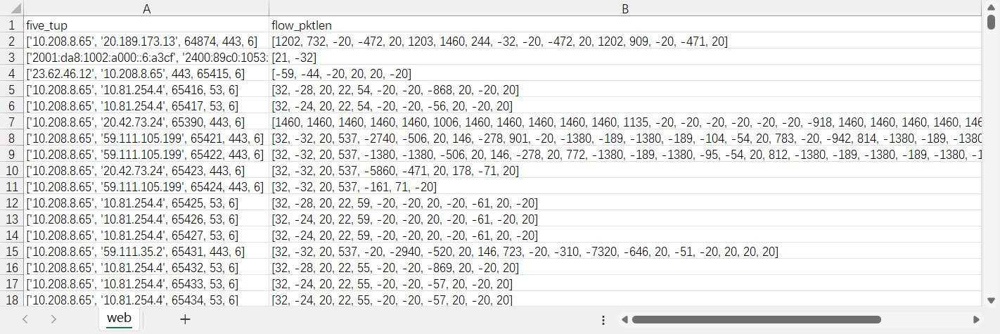 A B
1 five_tup flow_pktlen
2 ['10.208.8.65', '20.189.173.13', 64874, 443, 6] [1202, 732, -20, -472, 20, 1203, 1460, 244, -32, -20, -472, 20, 1202, 909, -20, -471, 20]
3 ['2001:da8:1002:a000::6:a3cf', '2400:89c0:1053: [21, -32]
4 ['23.62.46.12', '10.208.8.65', 443, 65415, 6] [-59, -44, -20, 20, 20, -20]
5 ['10.208.8.65', '10.81.254.4', 65416, 53, 6] [32, -28, 20, 22, 54, -20, -20, -868, 20, -20, 20]
6 ['10.208.8.65', '10.81.254.4', 65417, 53, 6] [32, -24, 20, 22, 54, -20, -20, -56, 20, -20, 20]
7 ['10.208.8.65', '20.42.73.24', 65390, 443, 6] [1460, 1460, 1460, 1460, 1460, 1006, 1460, 1460, 1460, 1460, 1460, 1135, -20, -20, -20, -20, -20, -20, -918, 1460, 1460, 1460, 1460, 1460, 146
8 ['10.208.8.65', '59.111.105.199', 65421, 443, 6] [32, -32, 20, 537, -2740, -506, 20, 146, -278, 901, -20, -1380, -189, -1380, -189, -104, -54, 20, 783, -20, -942, 814, -1380, -189, -1380
9 ['10.208.8.65', '59.111.105.199', 65422, 443, 6] [32, -32, 20, 537, -1380, -1380, -506, 20, 146, -278, 20, 772, -1380, -189, -1380, -95, -54, 20, 812, -1380, -189, -1380, -189, -1380, -1
10 ['10.208.8.65', '20.42.73.24', 65423, 443, 6] [32, -32, 20, 537, -5860, -471, 20, 178, -71, 20]
11 ['10.208.8.65', '59.111.105.199', 65424, 443, 6] [32, -32, 20, 537, -161, 71, -20]
12 ['10.208.8.65', '10.81.254.4', 65425, 53, 6] [32, -28, 20, 22, 59, -20, -20, 20, -20, -61, 20, -20]
13 ['10.208.8.65', '10.81.254.4', 65426, 53, 6] [32, -24, 20, 22, 59, -20, -20, 20, -20, -61, -20, 20]
14 ['10.208.8.65', '10.81.254.4', 65427, 53, 6] [32, -24, 20, 22, 59, -20, -20, 20, -20, -61, 20, -20]
15 ['10.208.8.65', '59.111.35.2', 65431, 443, 6] [32, -32, 20, 537, -20, -2940, -520, 20, 146, 723, -20, -310, -7320, -646, 20, -51, -20, 20, 20, 20]
16 ['10.208.8.65', '10.81.254.4', 65432, 53, 6] [32, -28, 20, 22, 55, -20, -20, -869, 20, -20, 20]
17 ['10.208.8.65', '10.81.254.4', 65433, 53, 6] [32, -24, 20, 22, 55, -20, -20, -57, 20, -20, 20]
18 ['10.208.8.65', '10.81.254.4', 65434, 53, 6] [32, -24, 20, 22, 55, -20, -20, -57, 20, -20, 20]
web